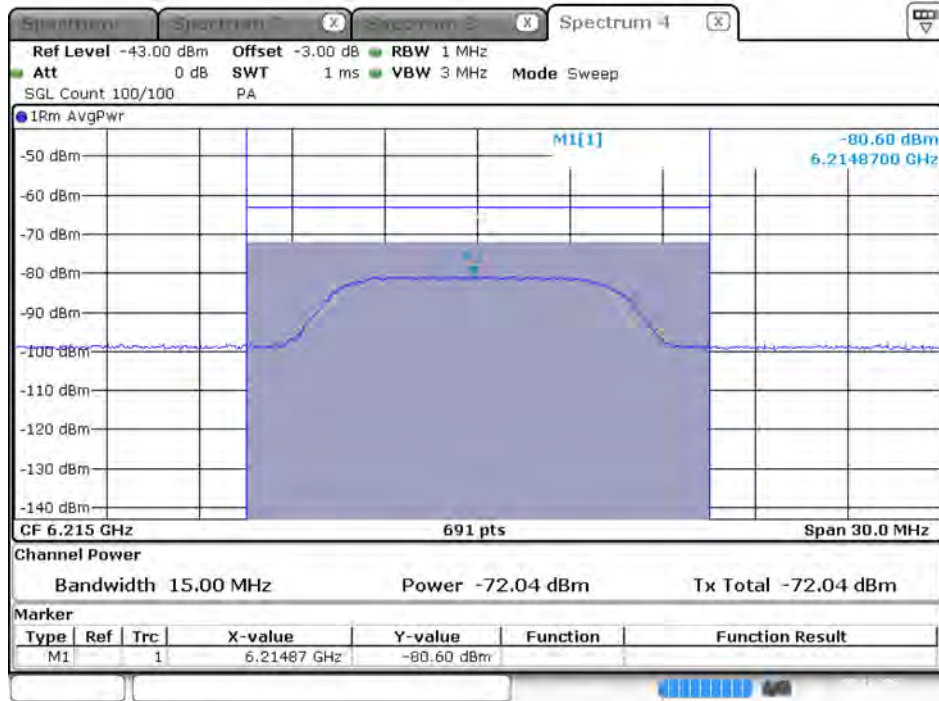 Spectrum 4
Ref Level -43.00 dBm Offset -3.00 dB RBW 1 MHz
Att 0 dB SWT 1 ms VBW 3 MHz Mode Sweep
SGL Count 100/100 PA
1Rm AvgPwr
M1[1] -80.60 dBm
6.2148700 GHz
-50 dBm
-60 dBm
-70 dBm
-80 dBm
-90 dBm
-100 dBm
-110 dBm
-120 dBm
-130 dBm
-140 dBm
CF 6.215 GHz 691 pts Span 30.0 MHz
Channel Power
Bandwidth 15.00 MHz Power -72.04 dBm Tx Total -72.04 dBm
Marker
Type Ref Trc X-value Y-value Function Function Result
M1 1 6.21487 GHz -80.60 dBm